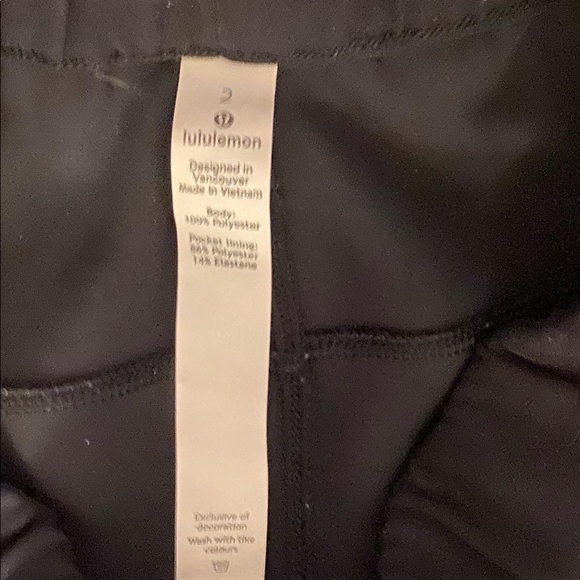 2
lululemon
Designed in
Vancouver
Made in Vietnam
Body:
100% Polyester
Pocket lining:
86% Polyester
14% Elastane
Exclusive of
decoration
Wash with like
colours